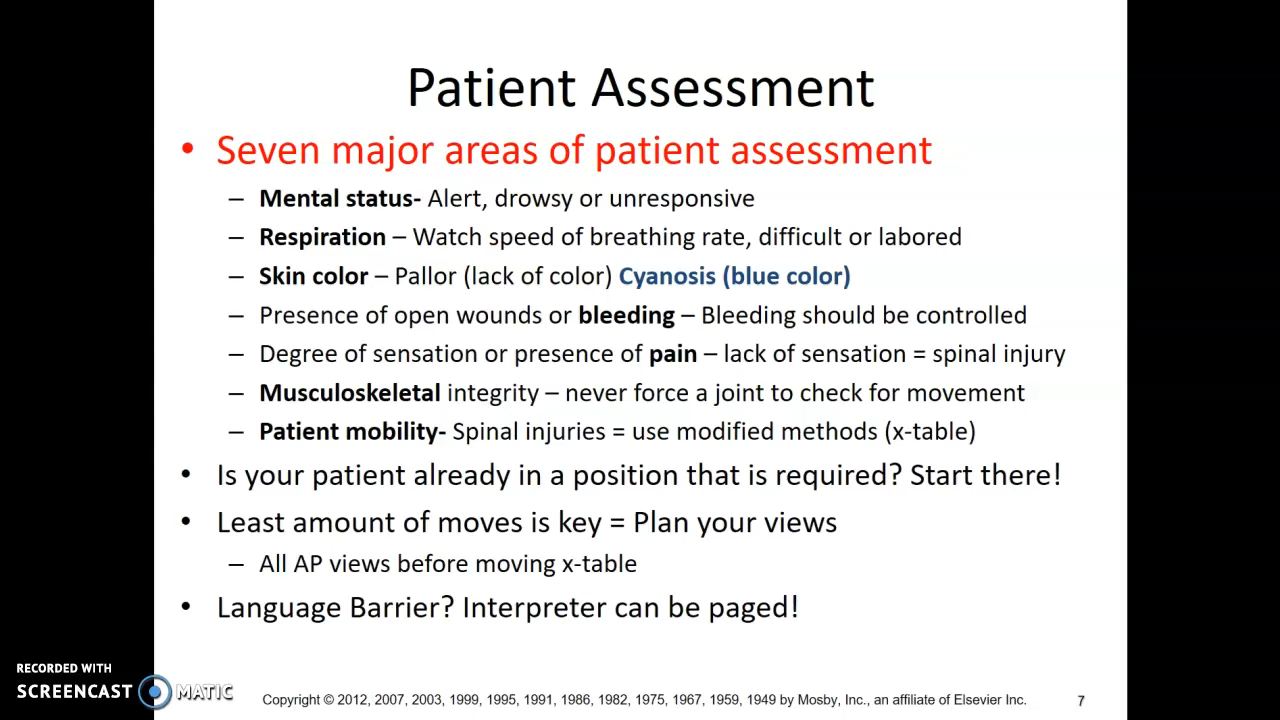 Patient Assessment
• Seven major areas of patient assessment
– Mental status- Alert, drowsy or unresponsive
– Respiration – Watch speed of breathing rate, difficult or labored
– Skin color – Pallor (lack of color) Cyanosis (blue color)
– Presence of open wounds or bleeding – Bleeding should be controlled
– Degree of sensation or presence of pain – lack of sensation = spinal injury
– Musculoskeletal integrity – never force a joint to check for movement
– Patient mobility- Spinal injuries = use modified methods (x-table)
• Is your patient already in a position that is required? Start there!
• Least amount of moves is key = Plan your views
– All AP views before moving x-table
• Language Barrier? Interpreter can be paged!
RECORDED WITH
SCREENCAST MATIC
Copyright © 2012, 2007, 2003, 1999, 1995, 1991, 1986, 1982, 1975, 1967, 1959, 1949 by Mosby, Inc., an affiliate of Elsevier Inc.
7